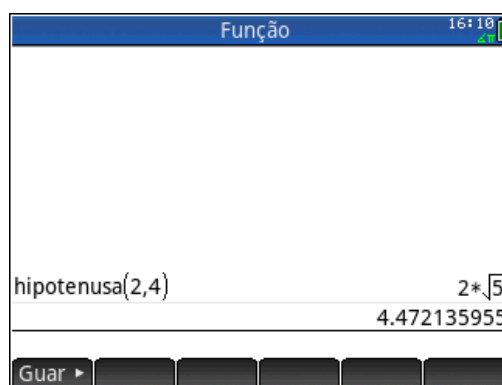 Função 16:10
∠π
hipotenusa(2,4) 2*√5
4.472135955
Guar ►